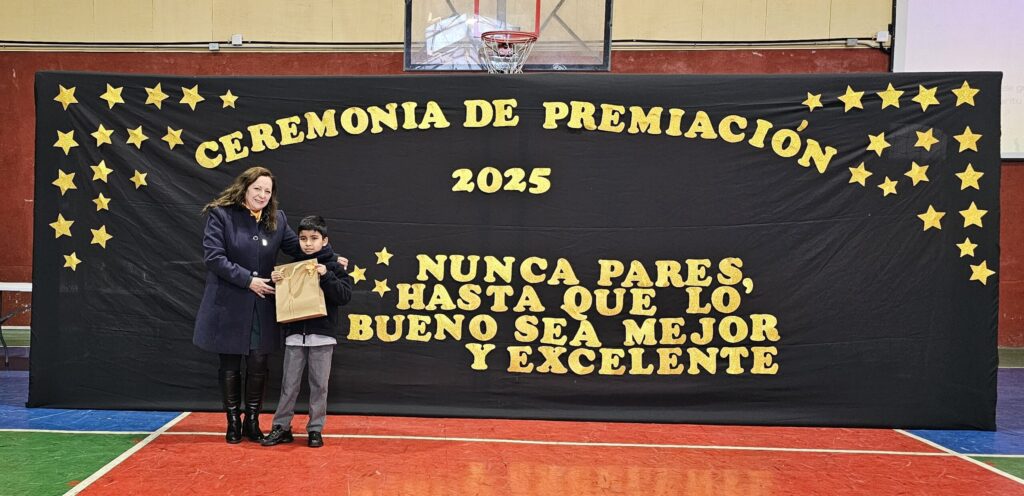 CEREMONIA DE PREMIACIÓN
2025
NUNCA PARES,
HASTA QUE LO
BUENO SEA MEJOR
Y EXCELENTE